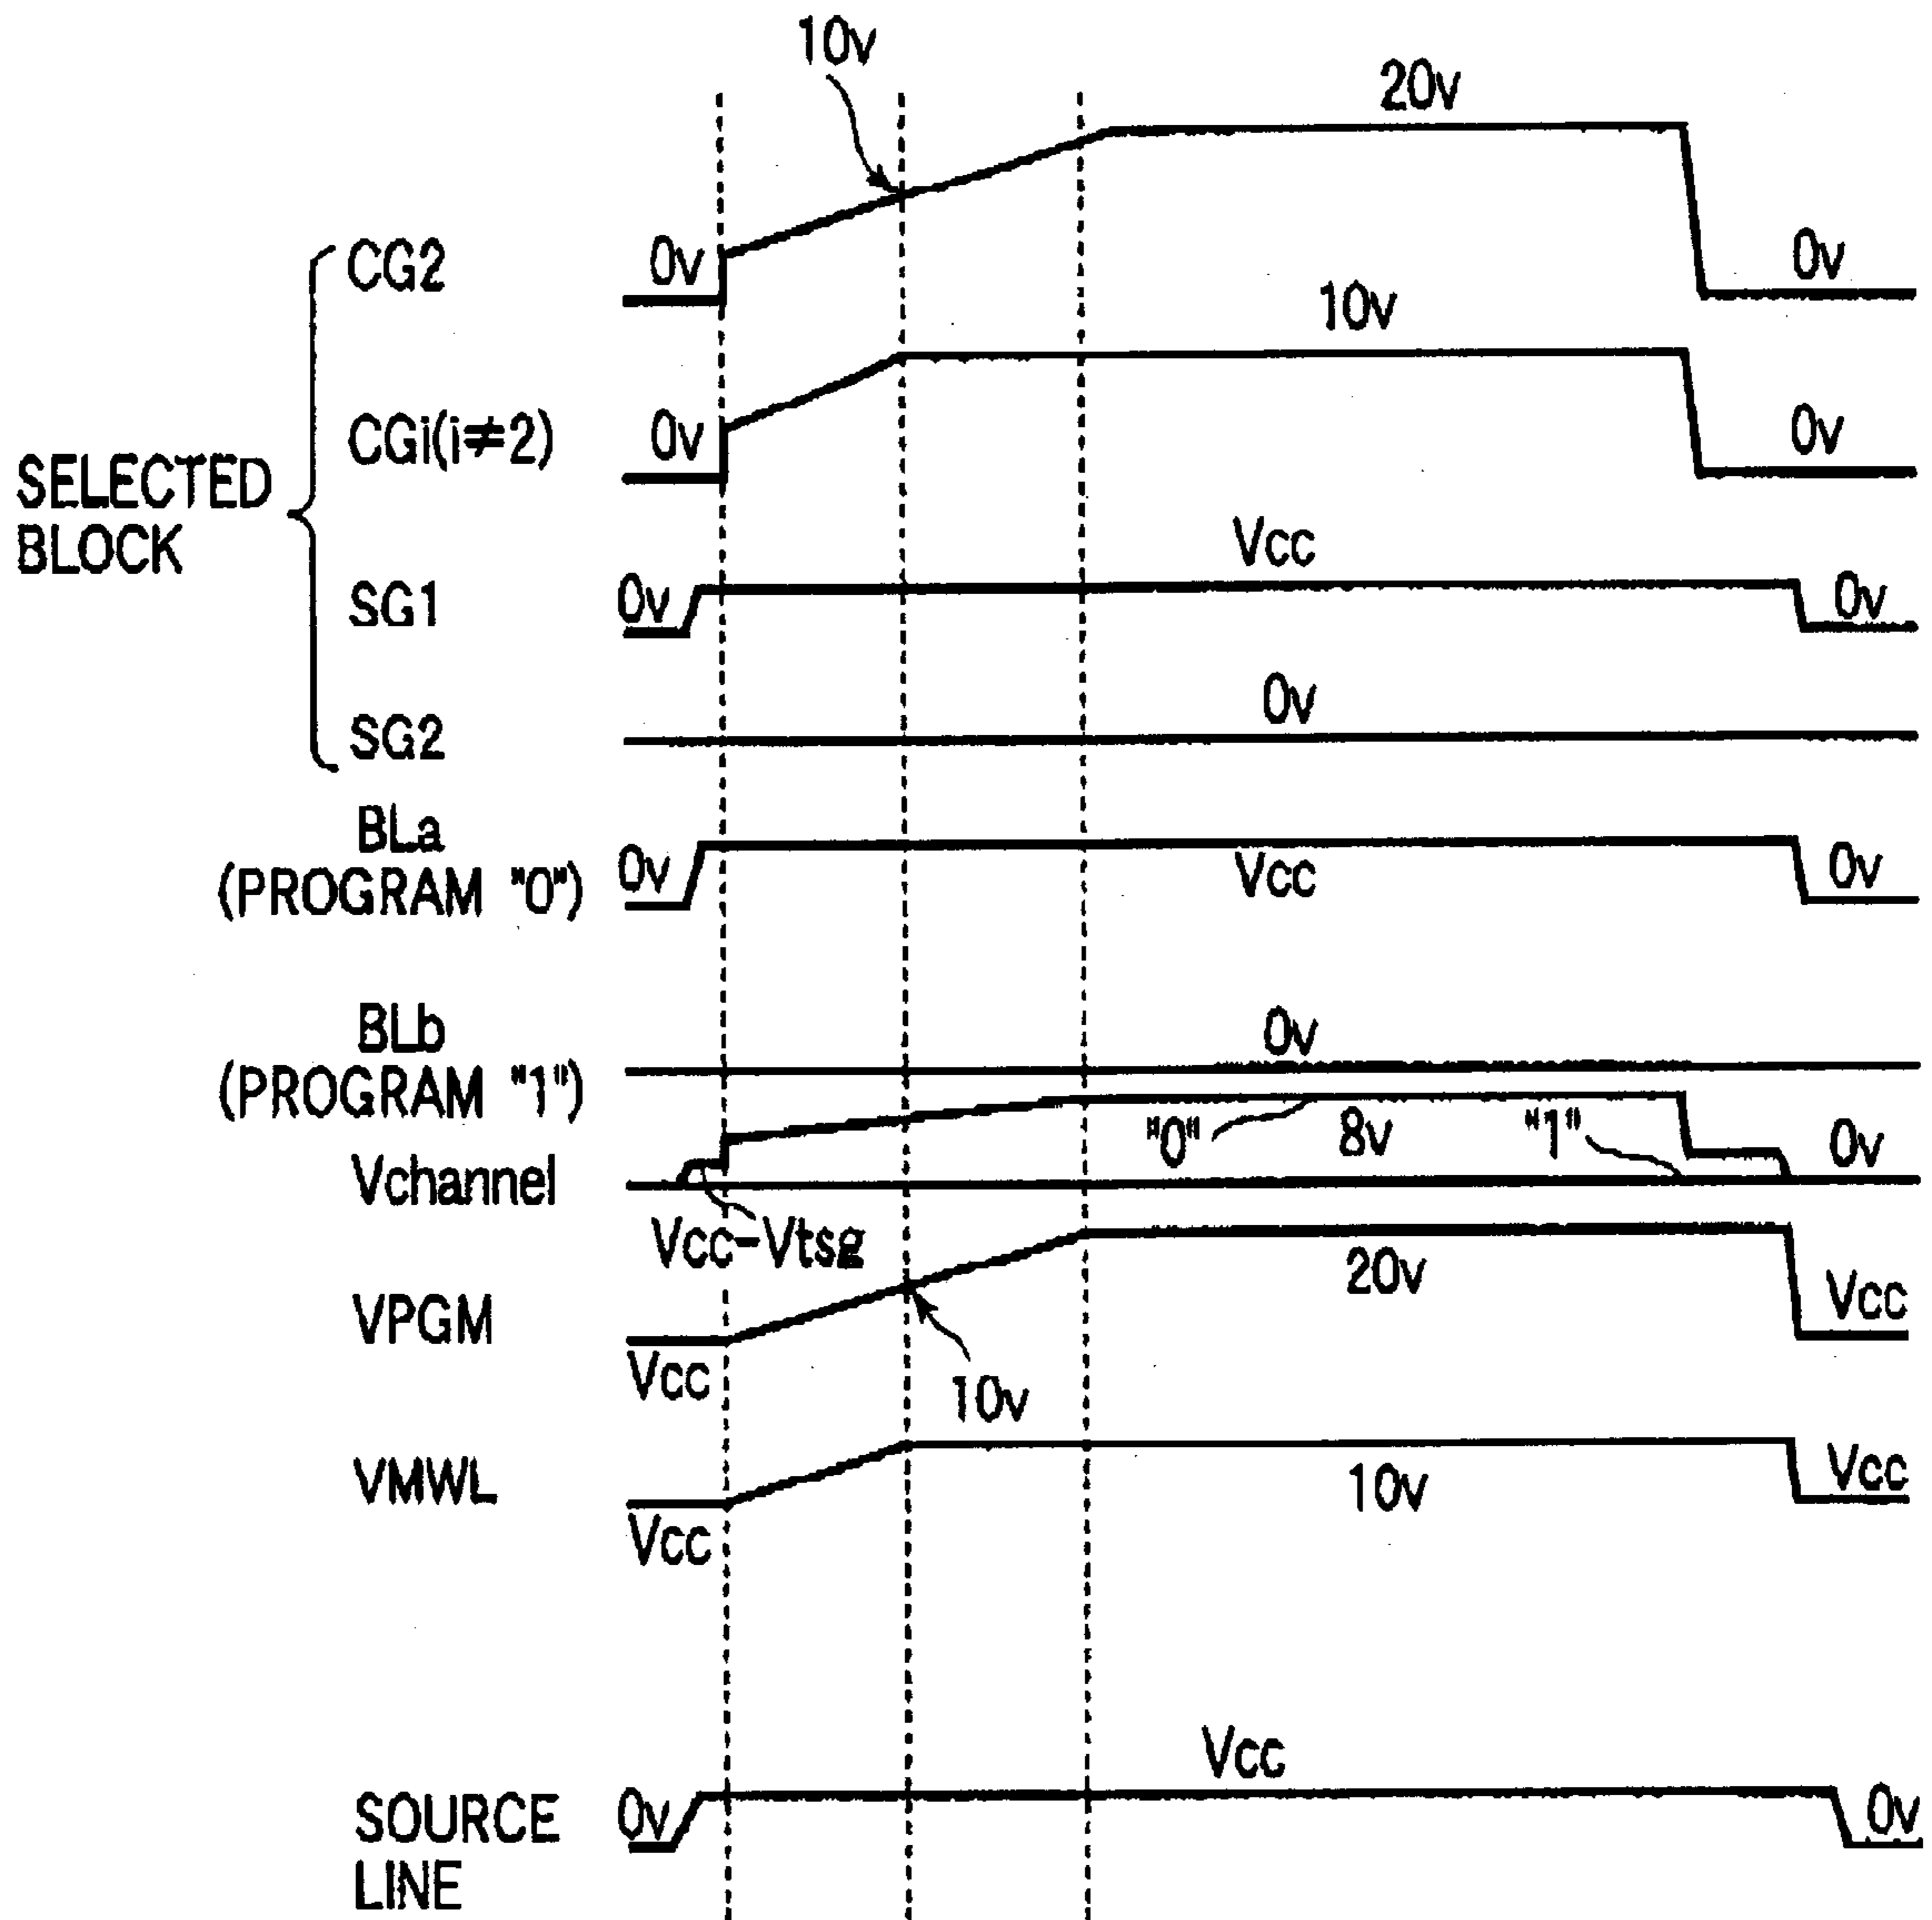 10v
20v
CG2
0v
0v
10v
CGi(i≠2)
0v
0v
SELECTED
BLOCK
Vcc
SG1
0v
0v
0v
SG2
BLa
(PROGRAM "0")
0v
Vcc
0v
BLb
(PROGRAM "1")
0v
"0"
8v
"1"
0v
Vchannel
Vcc-Vtsg
20v
VPGM
Vcc
Vcc
10v
VMWL
Vcc
10v
Vcc
Vcc
SOURCE
LINE
0v
0v